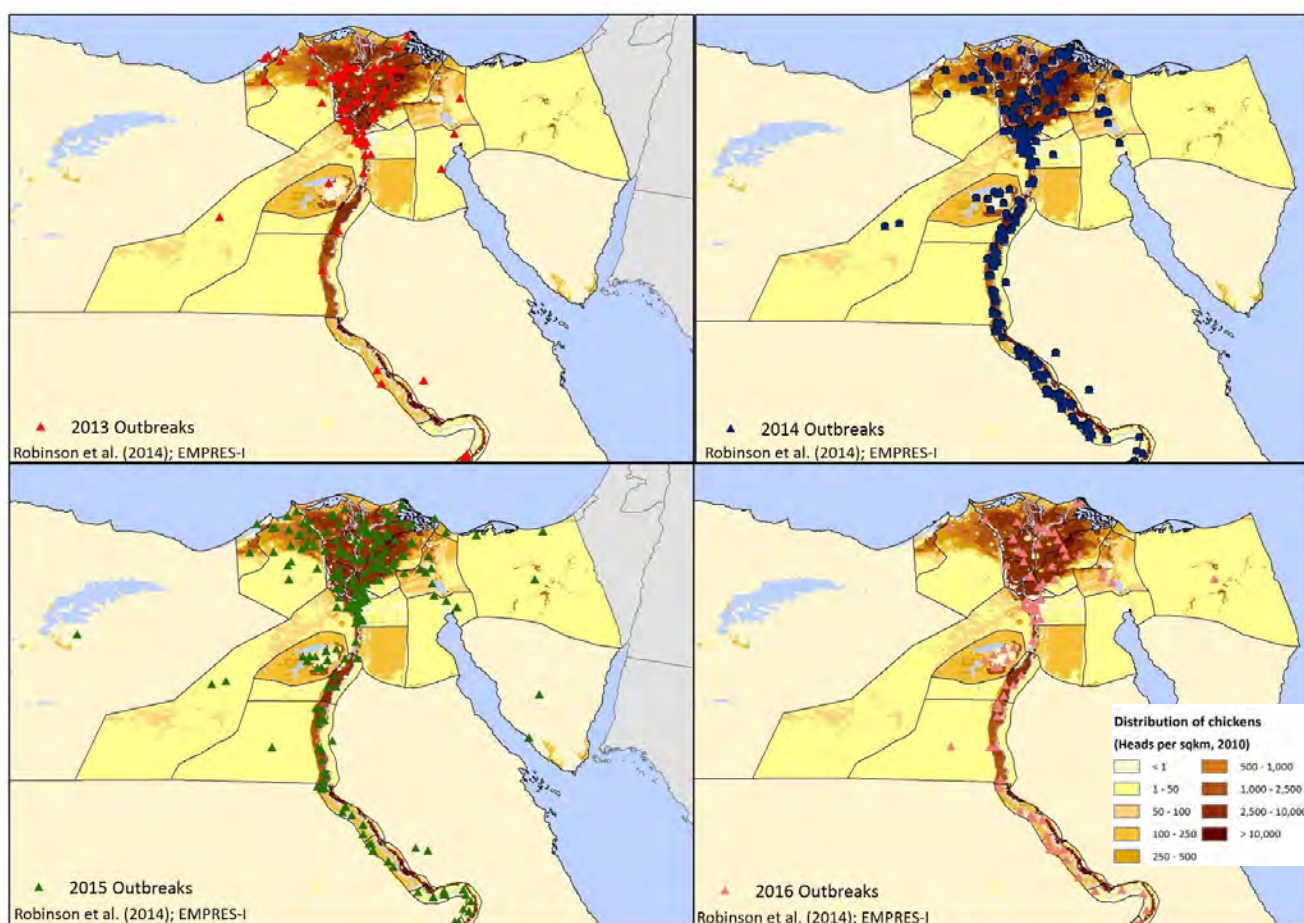 2013 Outbreaks
Robinson et al. (2014); EMPRES-I
2014 Outbreaks
Robinson et al. (2014); EMPRES-I
2015 Outbreaks
Robinson et al. (2014); EMPRES-I
2016 Outbreaks
Robinson et al. (2014); EMPRES-I
Distribution of chickens
(Heads per sqkm, 2010)
< 1
1 - 50
50 - 100
100 - 250
250 - 500
500 - 1,000
1,000 - 2,500
2,500 - 10,000
> 10,000